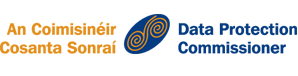 An Coimisinéir
Cosanta Sonraí
Data Protection
Commissioner